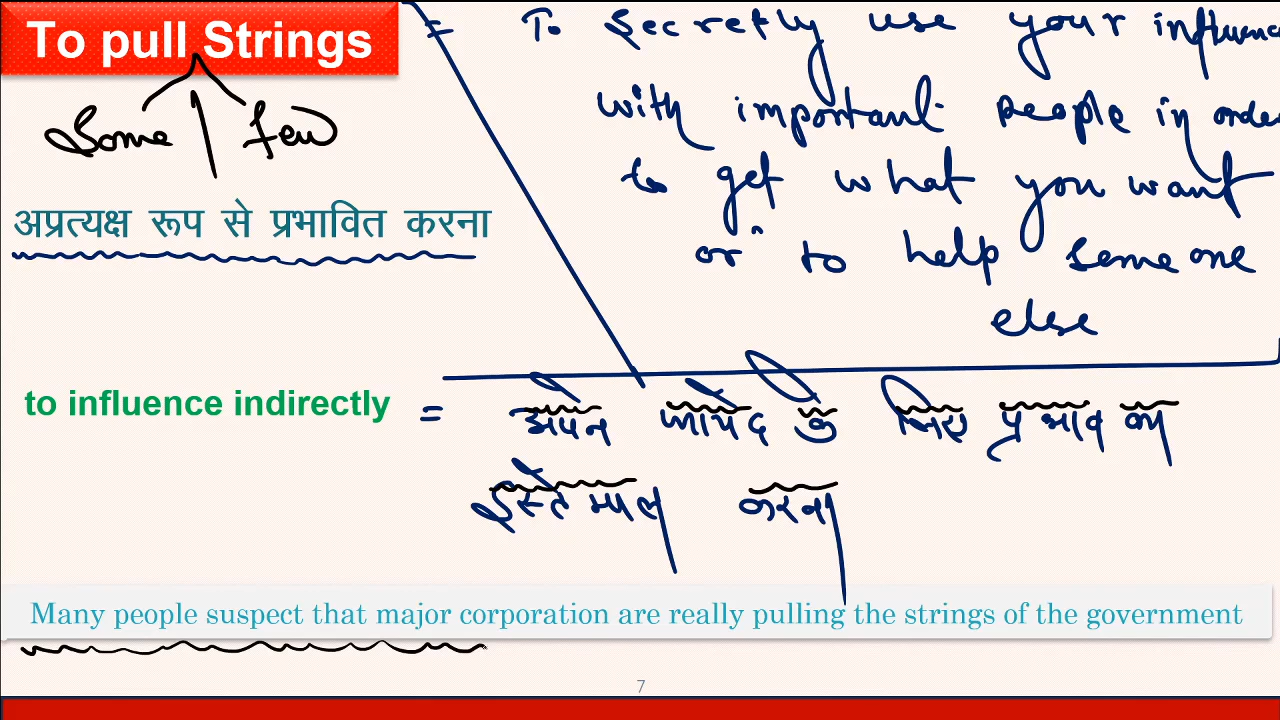 To pull Strings
= To secretly use your influence
Some | few
with important people in order
to get what you want
or to help someone
else
अप्रत्यक्ष रूप से प्रभावित करना
to influence indirectly
= अपने फायदे के लिए प्रभाव का
इस्तेमाल करना
Many people suspect that major corporation are really pulling the strings of the government
7